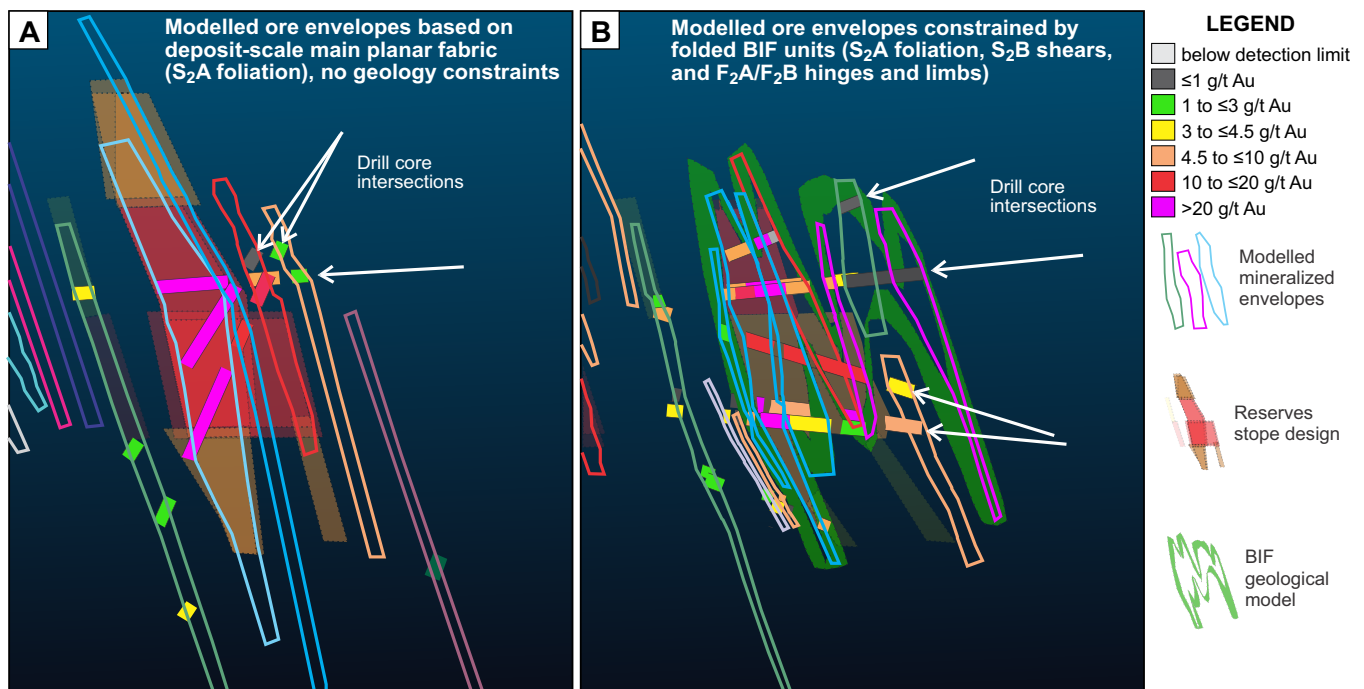 A
Modelled ore envelopes based on
deposit-scale main planar fabric
(S₂A foliation), no geology constraints
Drill core
intersections
B
Modelled ore envelopes constrained by
folded BIF units (S₂A foliation, S₂B shears,
and F₂A/F₂B hinges and limbs)
Drill core
intersections
LEGEND
below detection limit
≤1 g/t Au
1 to ≤3 g/t Au
3 to ≤4.5 g/t Au
4.5 to ≤10 g/t Au
10 to ≤20 g/t Au
>20 g/t Au
Modelled
mineralized
envelopes
Reserves
stope design
BIF
geological
model